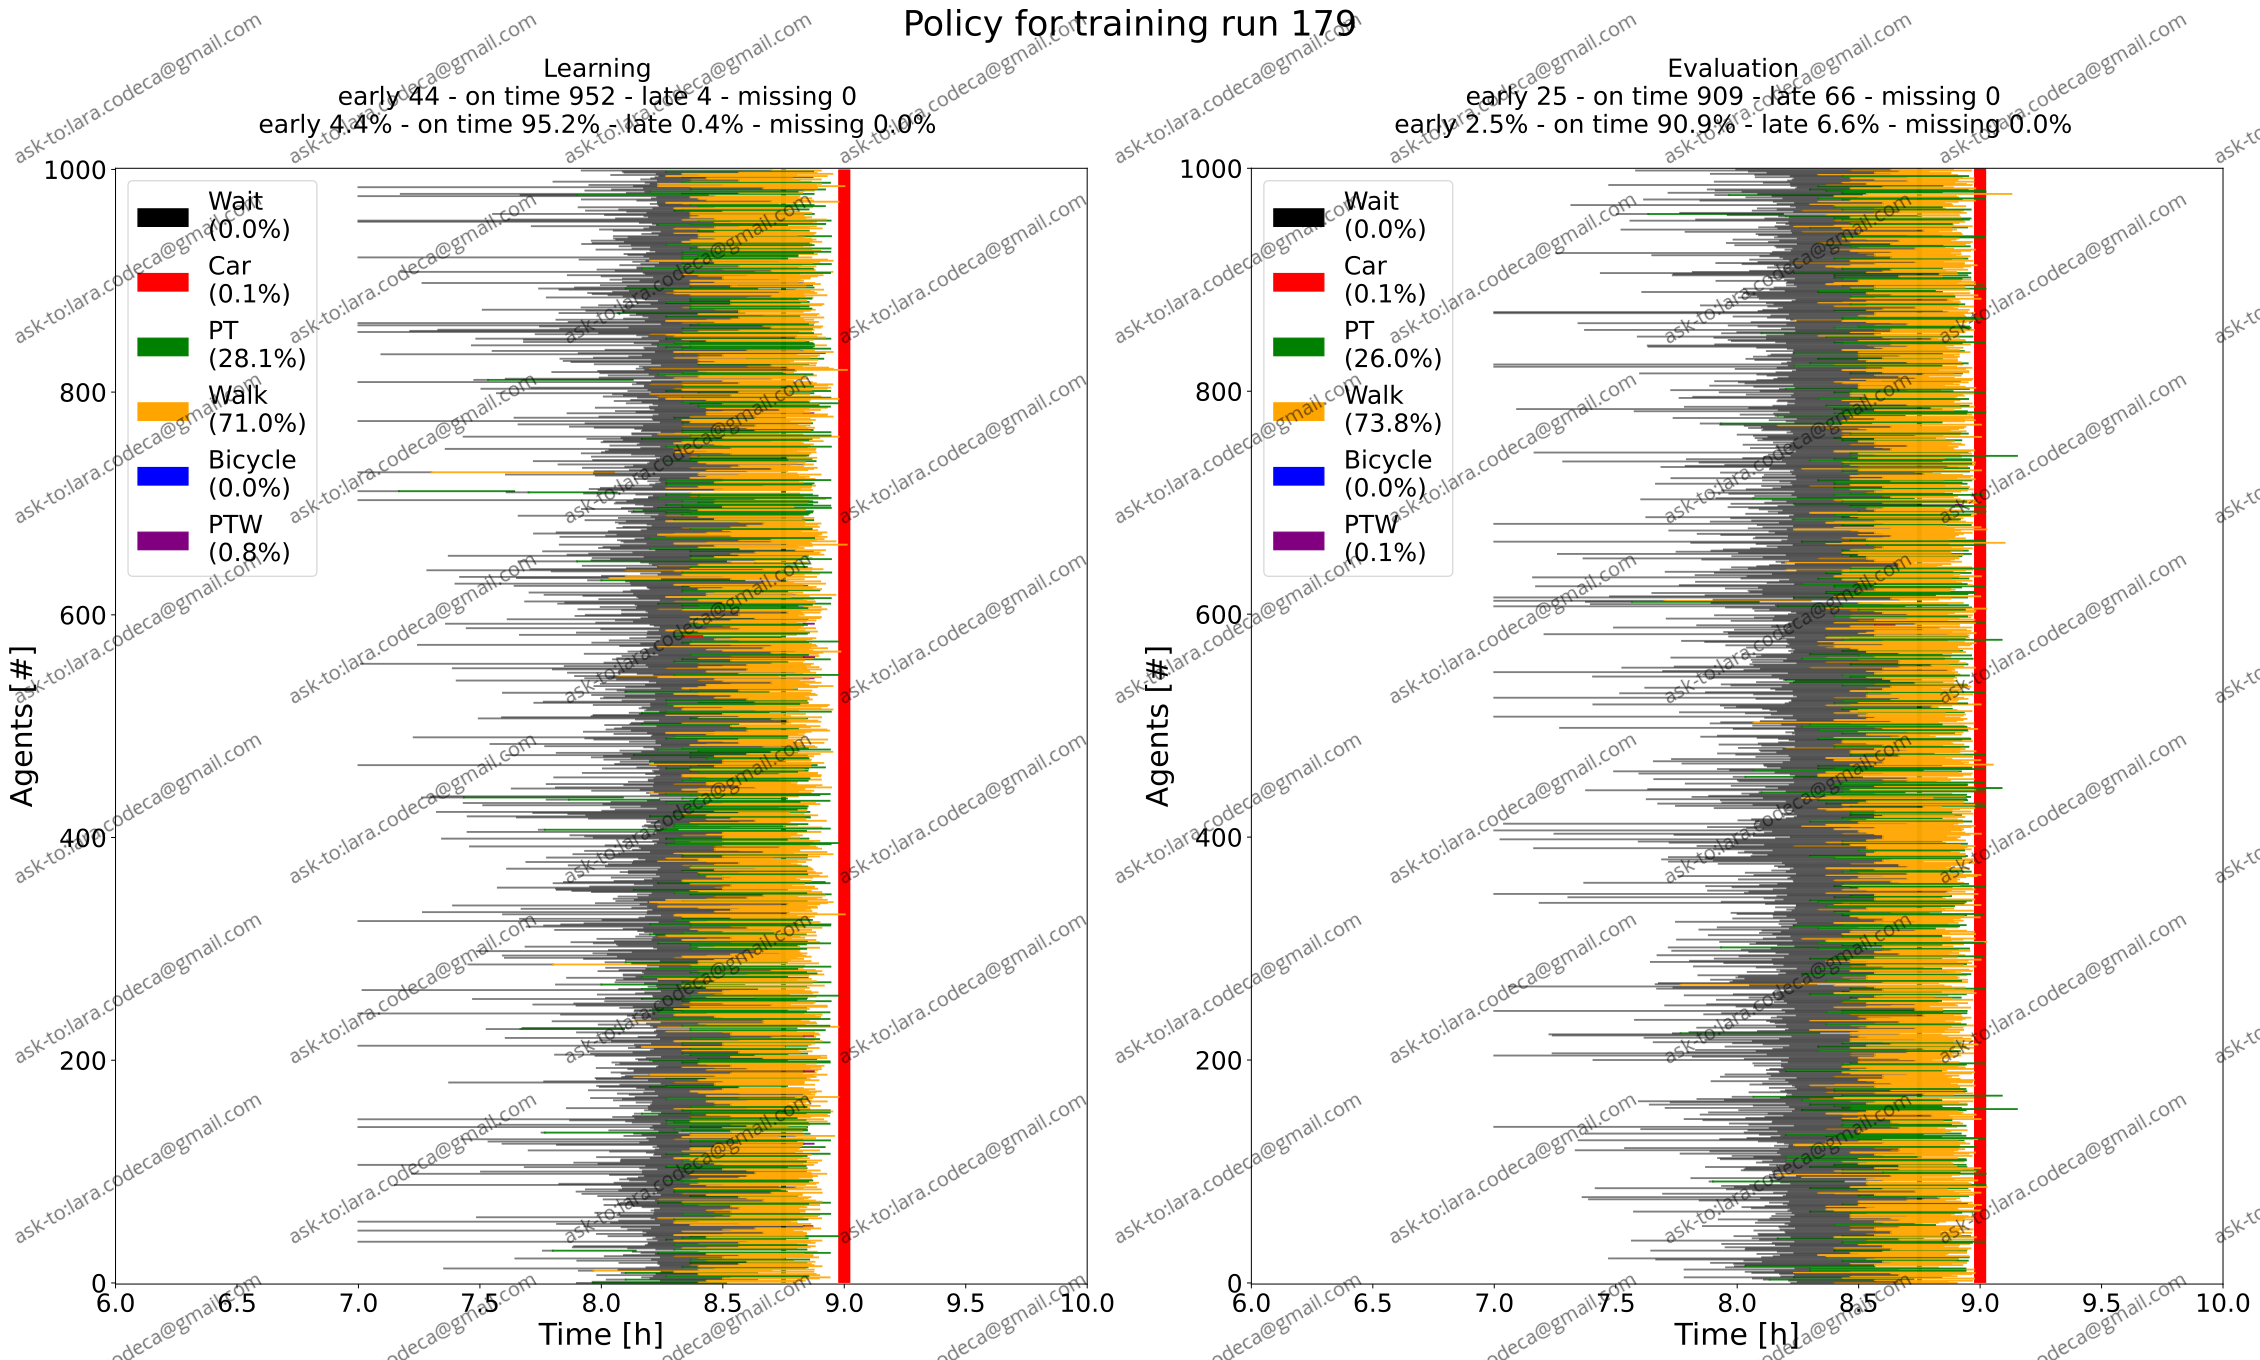 Policy for training run 179
Learning
early 44 - on time 952 - late 4 - missing 0
early 4.4% - on time 95.2% - late 0.4% - missing 0.0%
1000
800
600
400
200
0
Agents [#]
Wait
(0.0%)
Car
(0.1%)
PT
(28.1%)
Walk
(71.0%)
Bicycle
(0.0%)
PTW
(0.8%)
6.0 6.5 7.0 7.5 8.0 8.5 9.0 9.5 10.0
Time [h]
Evaluation
early 25 - on time 909 - late 66 - missing 0
early 2.5% - on time 90.9% - late 6.6% - missing 0.0%
1000
800
600
400
200
0
Agents [#]
Wait
(0.0%)
Car
(0.1%)
PT
(26.0%)
Walk
(73.8%)
Bicycle
(0.0%)
PTW
(0.1%)
6.0 6.5 7.0 7.5 8.0 8.5 9.0 9.5 10.0
Time [h]
ask-to:lara.codeca@gmail.com